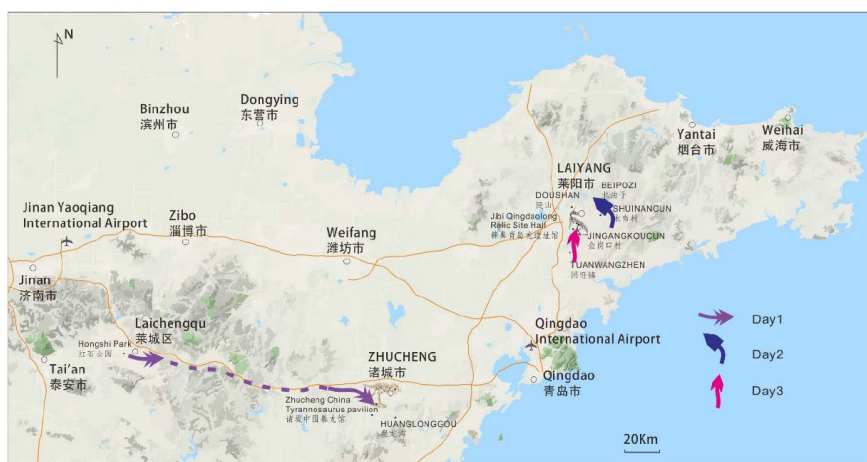 N
Binzhou
滨州市
Dongying
东营市
Yantai
烟台市
Weihai
威海市
LAIYANG
莱阳市
BEIPOZI
DOUSHAN
SHUINANCUN
Jinan Yaoqiang
International Airport
Zibo
淄博市
Weifang
潍坊市
Jibi Qingdaolong
Relic Site Hall
JINGANGKOUCUN
金岗口村
TUANWANGZHEN
团旺镇
Jinan
济南市
Laichengqu
莱城区
Hongshi Park
红石公园
Tai'an
泰安市
ZHUCHENG
诸城市
Qingdao
International Airport
Qingdao
青岛市
Zhucheng China
Tyrannosaurus pavilion
诸城中国暴龙馆
HUANGLONGGOU
Day1
Day2
Day3
20Km